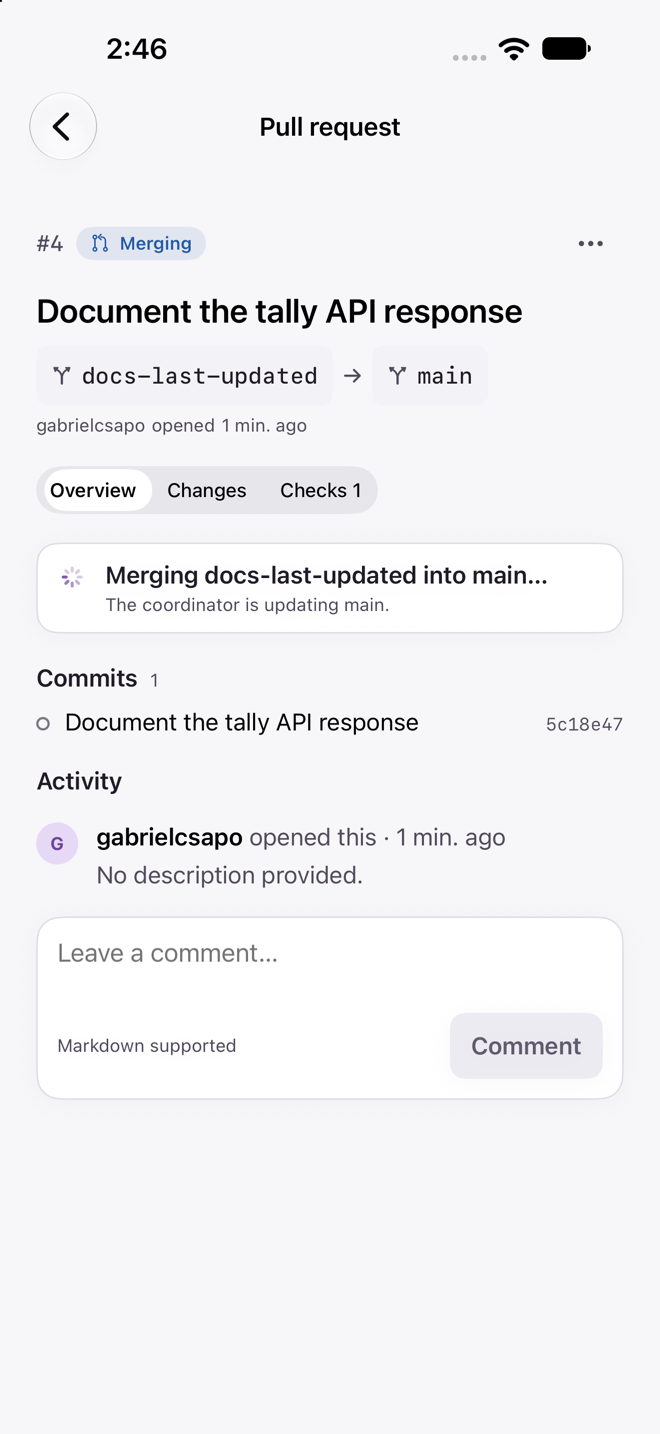 2:46
Pull request
#4 Merging
Document the tally API response
docs-last-updated → main
gabrielcsapo opened 1 min. ago
Overview Changes Checks 1
Merging docs-last-updated into main...
The coordinator is updating main.
Commits 1
Document the tally API response 5c18e47
Activity
G gabrielcsapo opened this · 1 min. ago
No description provided.
Leave a comment...
Markdown supported Comment